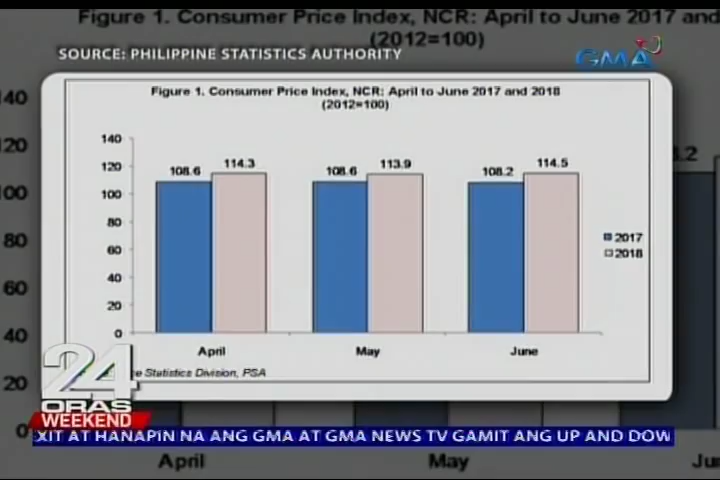 Figure 1. Consumer Price Index, NCR: April to June 2017 and
(2012=100)
SOURCE: PHILIPPINE STATISTICS AUTHORITY
GMA
Figure 1. Consumer Price Index, NCR: April to June 2017 and 2018
(2012=100)
140
120
100
80
60
40
20
0
108.6
114.3
108.6
113.9
108.2
114.5
2017
2018
April
May
June
Statistics Division, PSA
40
20
00
80
60
40
20
0
24
ORAS
WEEKEND
XIT AT HANAPIN NA ANG GMA AT GMA NEWS TV GAMIT ANG UP AND DOW
April
May